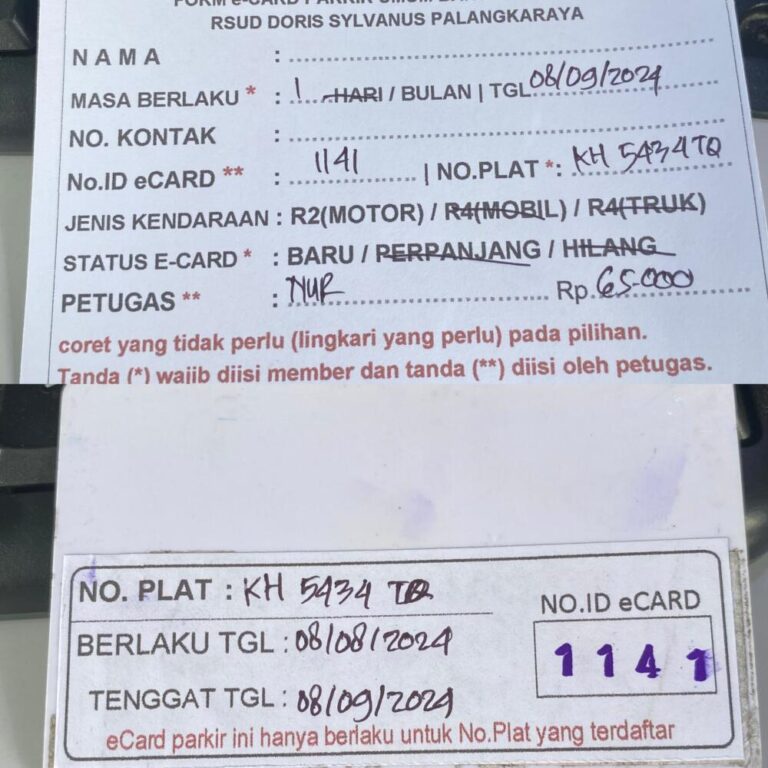 FORM e-CARD PARKIR UMUM
RSUD DORIS SYLVANUS PALANGKARAYA
NAMA : ........................
MASA BERLAKU * : 1 HARI / BULAN | TGL 08/09/2024
NO. KONTAK : ........................
No.ID eCARD ** : 1141 | NO.PLAT *: KH 5434 TQ
JENIS KENDARAAN : R2(MOTOR) / R4(MOBIL) / R4(TRUK)
STATUS E-CARD * : BARU / PERPANJANG / HILANG
PETUGAS ** : NUR Rp. 65.000
coret yang tidak perlu (lingkari yang perlu) pada pilihan.
Tanda (*) wajib diisi member dan tanda (**) diisi oleh petugas.
NO. PLAT : KH 5434 TQ
BERLAKU TGL : 08/08/2024
TENGGAT TGL : 08/09/2024
NO.ID eCARD
1141
eCard parkir ini hanya berlaku untuk No.Plat yang terdaftar